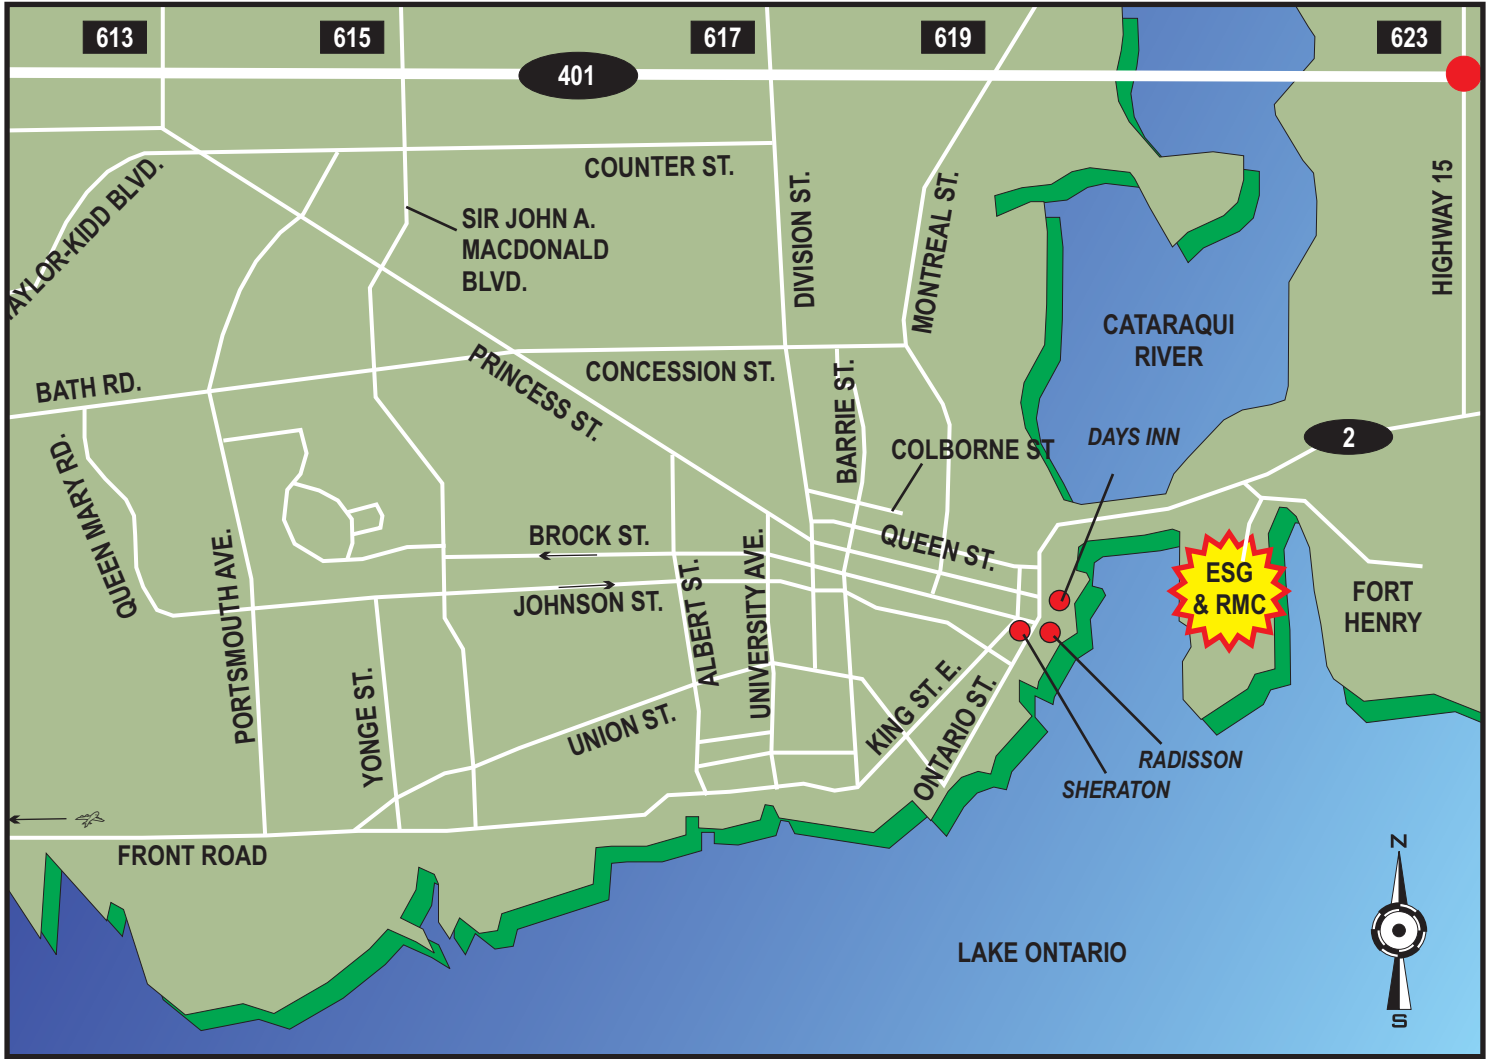 613
615
617
619
623
401
COUNTER ST.
TAYLOR-KIDD BLVD.
SIR JOHN A.
MACDONALD
BLVD.
DIVISION ST.
MONTREAL ST.
HIGHWAY 15
CATARAQUI
RIVER
BATH RD.
PRINCESS ST.
CONCESSION ST.
BARRIE ST.
COLBORNE ST
DAYS INN
2
QUEEN MARY RD.
PORTSMOUTH AVE.
BROCK ST.
QUEEN ST.
JOHNSON ST.
ALBERT ST.
UNIVERSITY AVE.
ESG
& RMC
FORT
HENRY
YONGE ST.
UNION ST.
KING ST. E.
ONTARIO ST.
RADISSON
SHERATON
FRONT ROAD
LAKE ONTARIO
N
S